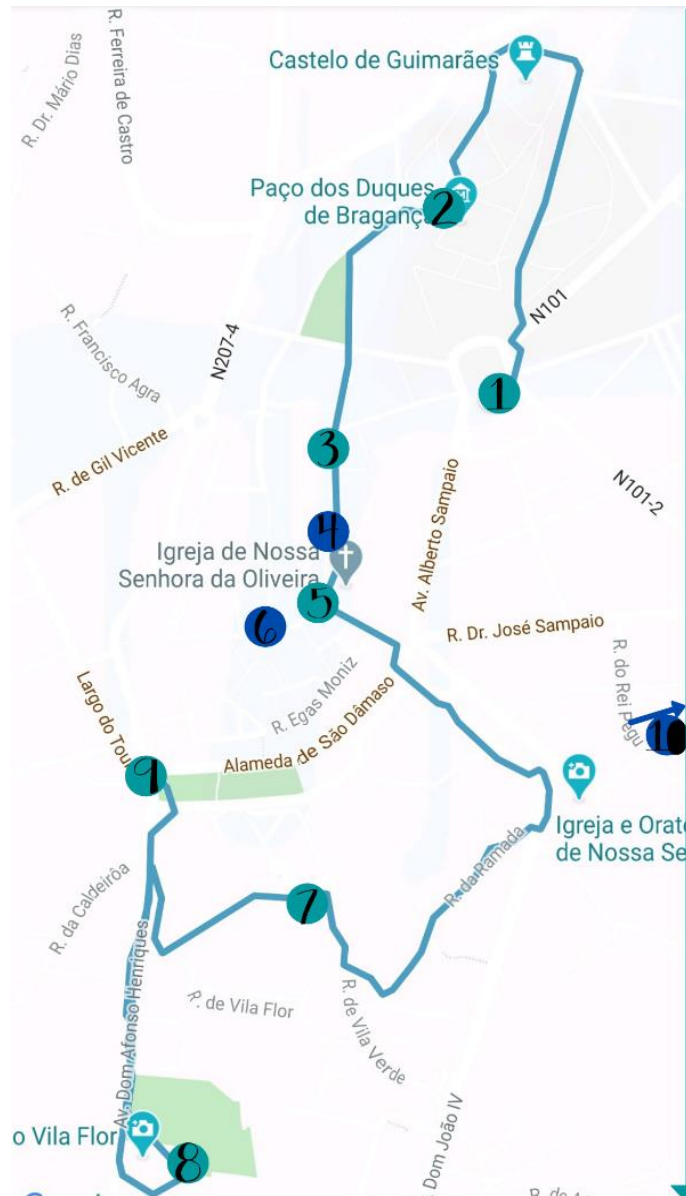 Castelo de Guimarães
R. Dr. Mário Dias
R. Ferreira de Castro
Paço dos Duques
de Bragança
2
N101
R. Francisco Agra
N207-4
1
R. de Gil Vicente
3
N101-2
Av. Alberto Sampaio
4
Igreja de Nossa
Senhora da Oliveira
5
6
R. Dr. José Sampaio
R. do Rei Pegu
R. Egas Moniz
Largo do Tou
10
Alameda de São Dâmaso
9
Igreja e Orat
de Nossa Se
R. da Ramada
R. da Caldeirôa
7
Av. Dom Afonso Henriques
R. de Vila Flor
R. de Vila Verde
o Vila Flor
8
Dom João IV